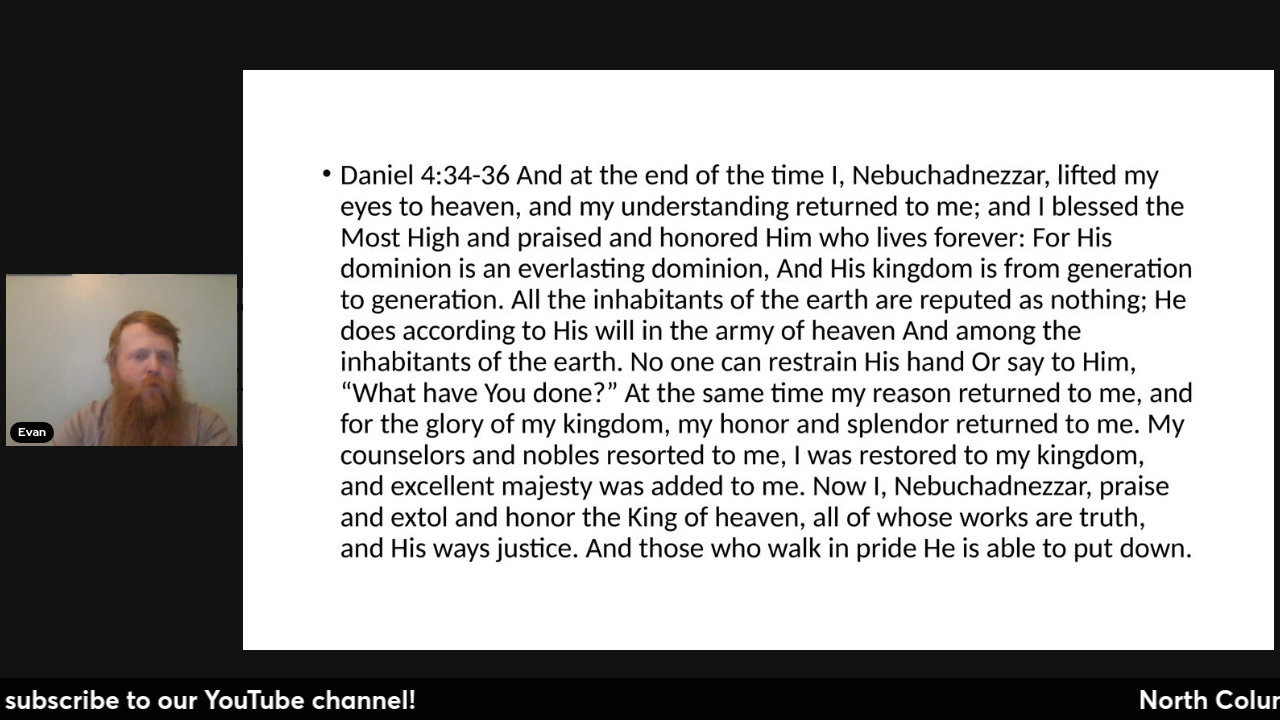 • Daniel 4:34-36 And at the end of the time I, Nebuchadnezzar, lifted my
eyes to heaven, and my understanding returned to me; and I blessed the
Most High and praised and honored Him who lives forever: For His
dominion is an everlasting dominion, And His kingdom is from generation
to generation. All the inhabitants of the earth are reputed as nothing; He
does according to His will in the army of heaven And among the
inhabitants of the earth. No one can restrain His hand Or say to Him,
“What have You done?” At the same time my reason returned to me, and
for the glory of my kingdom, my honor and splendor returned to me. My
counselors and nobles resorted to me, I was restored to my kingdom,
and excellent majesty was added to me. Now I, Nebuchadnezzar, praise
and extol and honor the King of heaven, all of whose works are truth,
and His ways justice. And those who walk in pride He is able to put down.
Evan
subscribe to our YouTube channel! North Colu